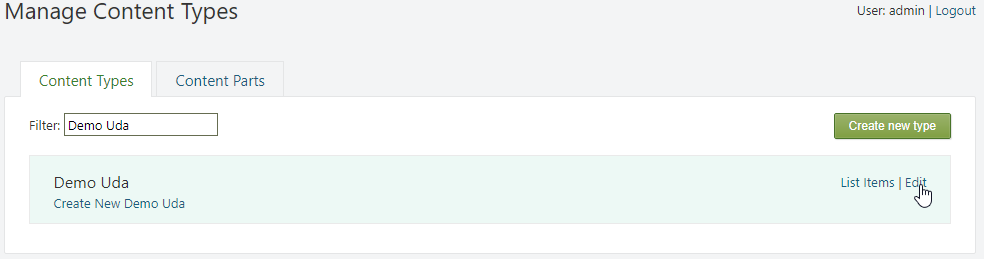 Manage Content Types
User: admin | Logout
Content Types
Content Parts
Filter: Demo Uda
Create new type
Demo Uda
List Items | Edit
Create New Demo Uda